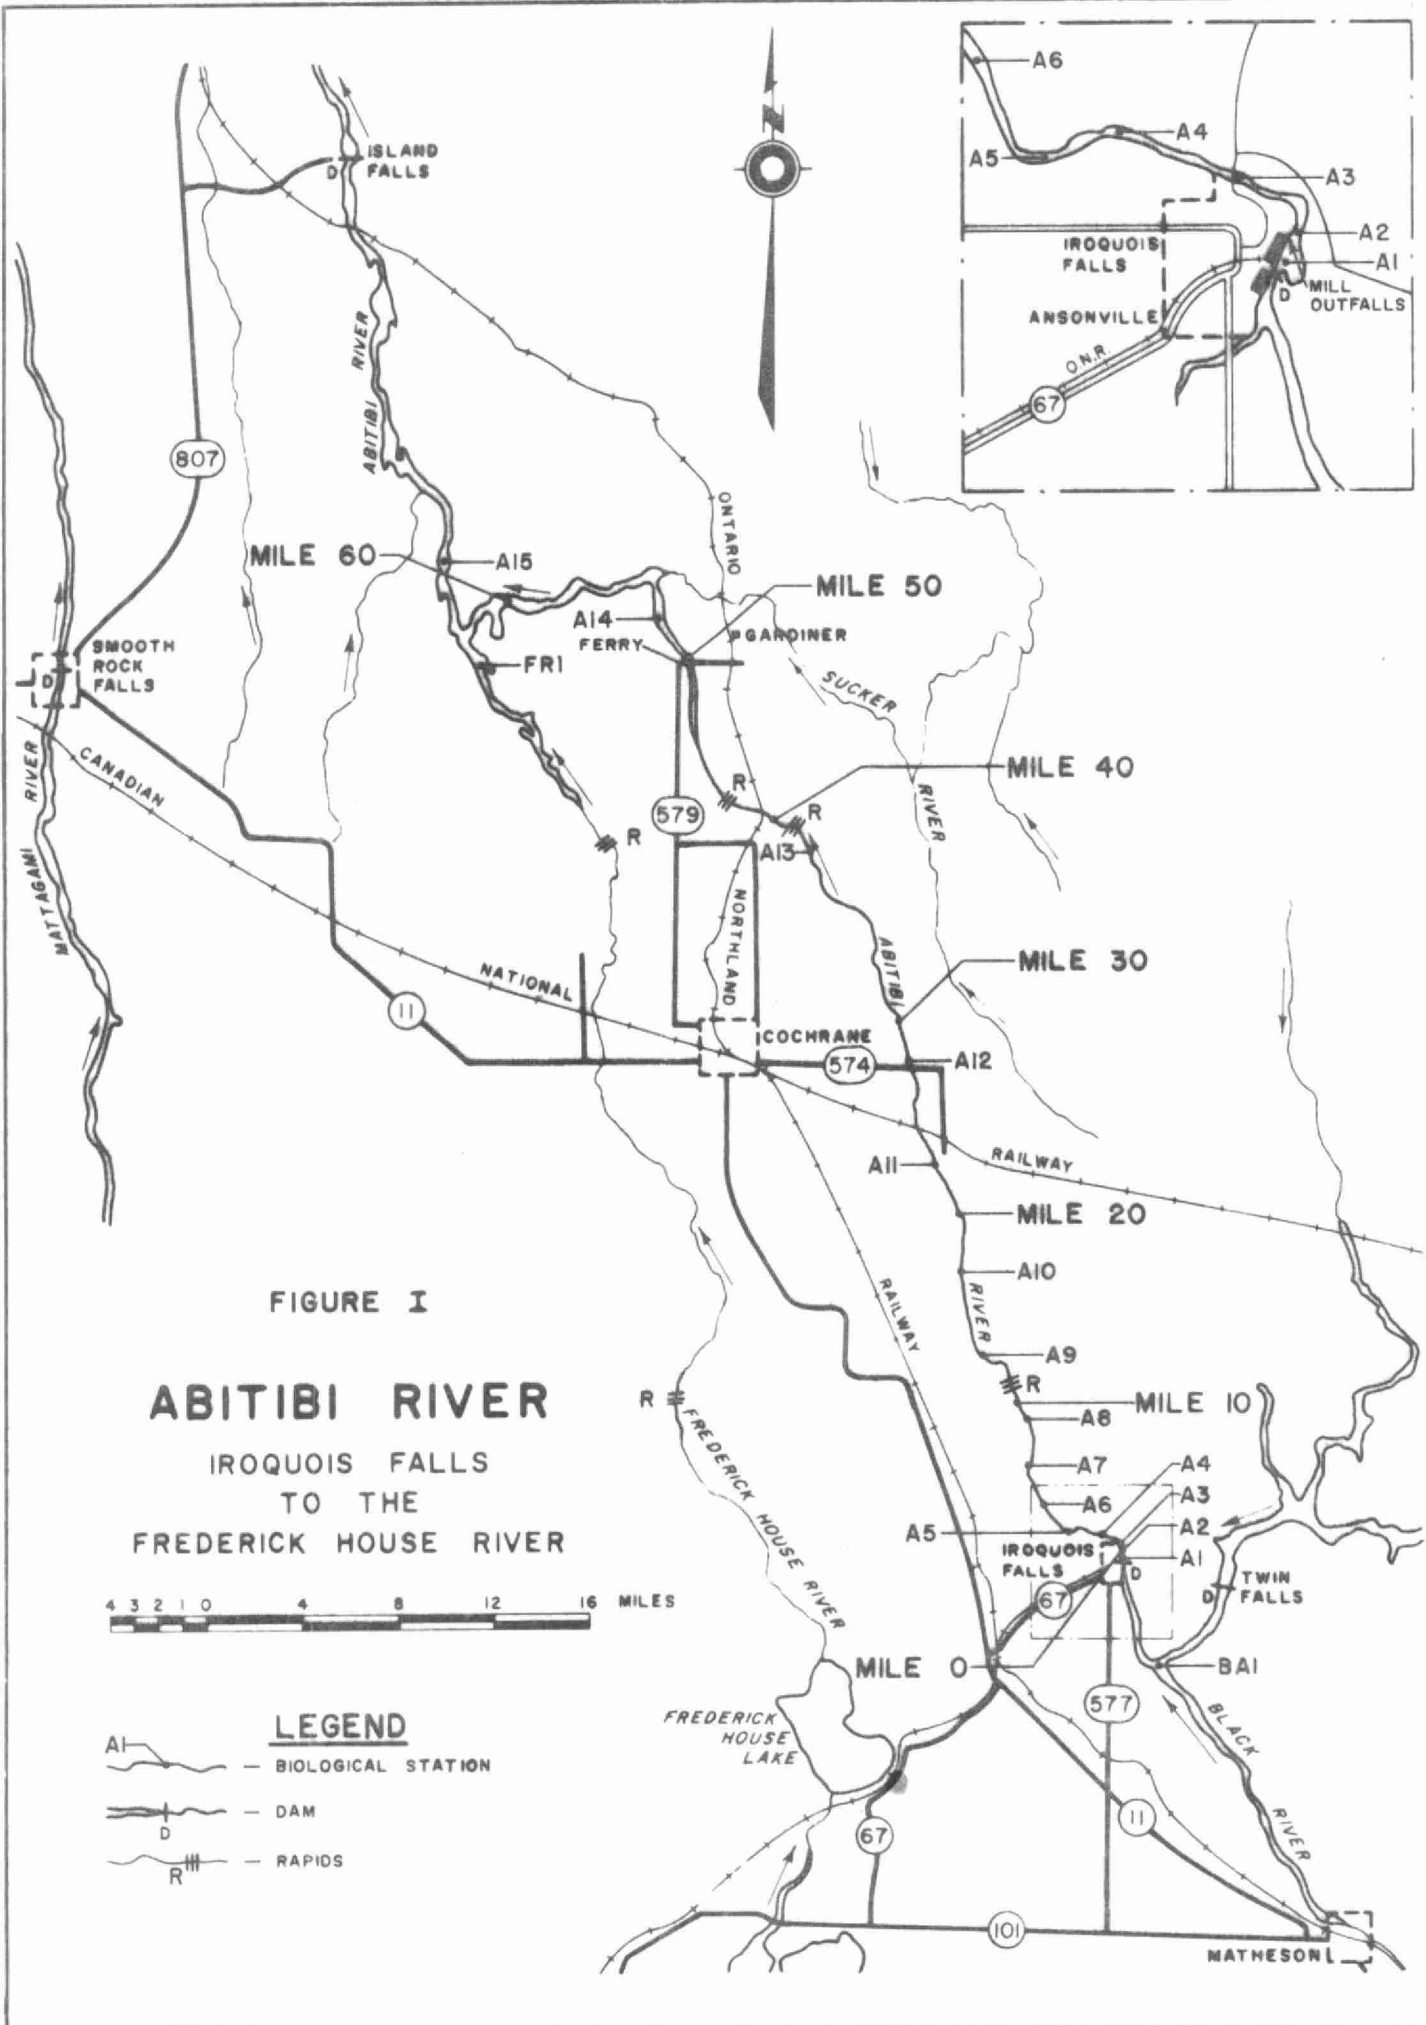 N
A6
A4
A5
A3
A2
A1
IROQUOIS
FALLS
MILL
OUTFALLS
D
ANSONVILLE
O.N.R.
67
ISLAND
FALLS
D
ABITIBI RIVER
807
ONTARIO
MILE 60
A15
MILE 50
A14
FERRY
GARDINER
FR1
SUCKER
RIVER
SMOOTH
ROCK
FALLS
D
CANADIAN
MATTAGAMI RIVER
MILE 40
R
R
R
579
A13
NORTHLAND
ABITIBI
MILE 30
NATIONAL
11
COCHRANE
574
A12
A11
RAILWAY
MILE 20
A10
RAILWAY
RIVER
A9
R
MILE 10
A8
R
FREDERICK HOUSE RIVER
A7
A4
A6
A3
A5
A2
A1
IROQUOIS
FALLS
D
67
TWIN
FALLS
D
MILE 0
BA1
577
BLACK
RIVER
FREDERICK
HOUSE
LAKE
11
67
101
MATHESON
FIGURE I
ABITIBI RIVER
IROQUOIS FALLS
TO THE
FREDERICK HOUSE RIVER
4 3 2 1 0 4 8 12 16 MILES
LEGEND
A1
— BIOLOGICAL STATION
— DAM
D
— RAPIDS
R